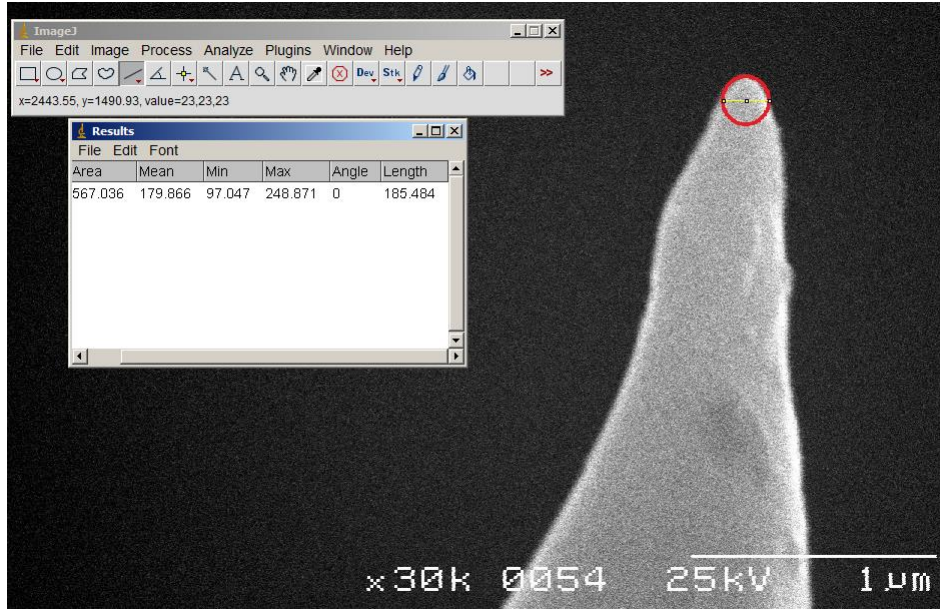 ImageJ
File Edit Image Process Analyze Plugins Window Help
A Dev Stk >>
x=2443.55, y=1490.93, value=23,23,23
Results
File Edit Font
Area Mean Min Max Angle Length
567.036 179.866 97.047 248.871 0 185.484
x30k 0054 25kV 1µm